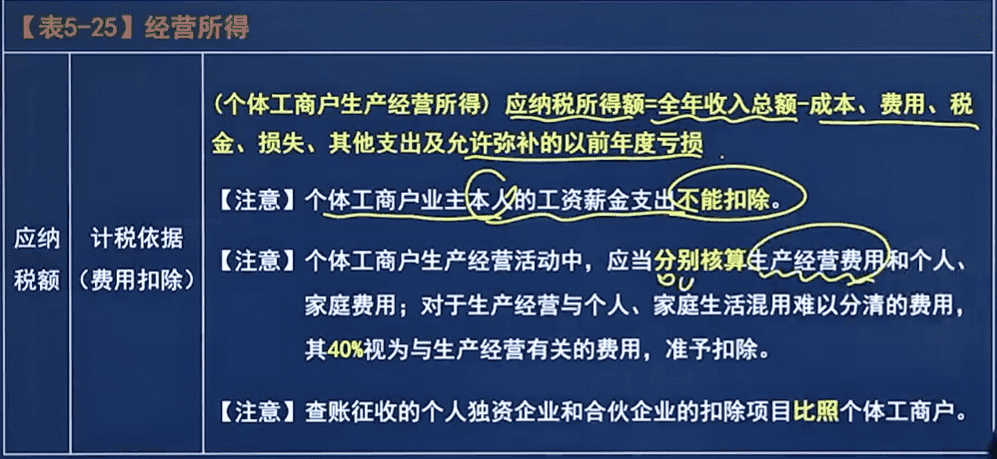 【表5-25】经营所得
应纳
税额
计税依据
（费用扣除）
(个体工商户生产经营所得) 应纳税所得额=全年收入总额-成本、费用、税
金、损失、其他支出及允许弥补的以前年度亏损
【注意】个体工商户业主本人的工资薪金支出不能扣除。
【注意】个体工商户生产经营活动中，应当分别核算生产经营费用和个人、
家庭费用；对于生产经营与个人、家庭生活混用难以分清的费用，
其40%视为与生产经营有关的费用，准予扣除。
【注意】查账征收的个人独资企业和合伙企业的扣除项目比照个体工商户。